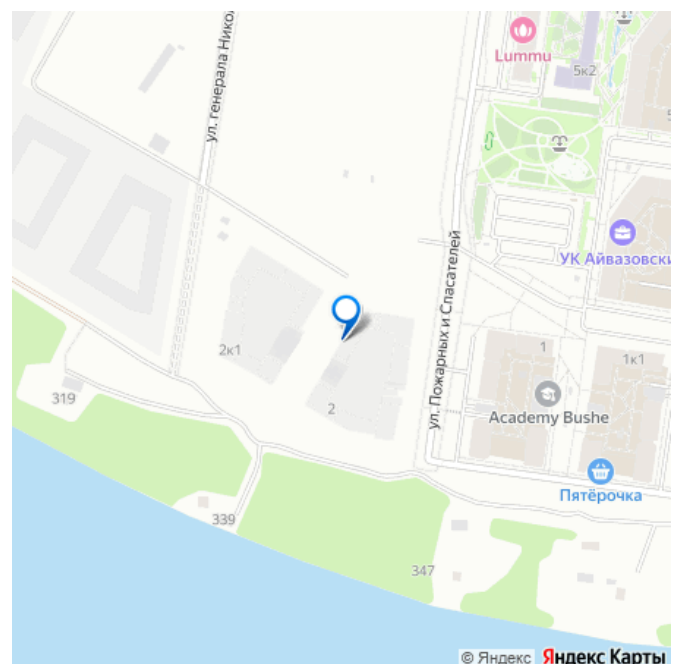 Lummu
5к2
ул. генерала Никол
УК Айвазовски
ул. Пожарных и Спасателей
2к1
1
1к1
319
2
Academy Bushe
Пятёрочка
339
347
© Яндекс Яндекс Карты